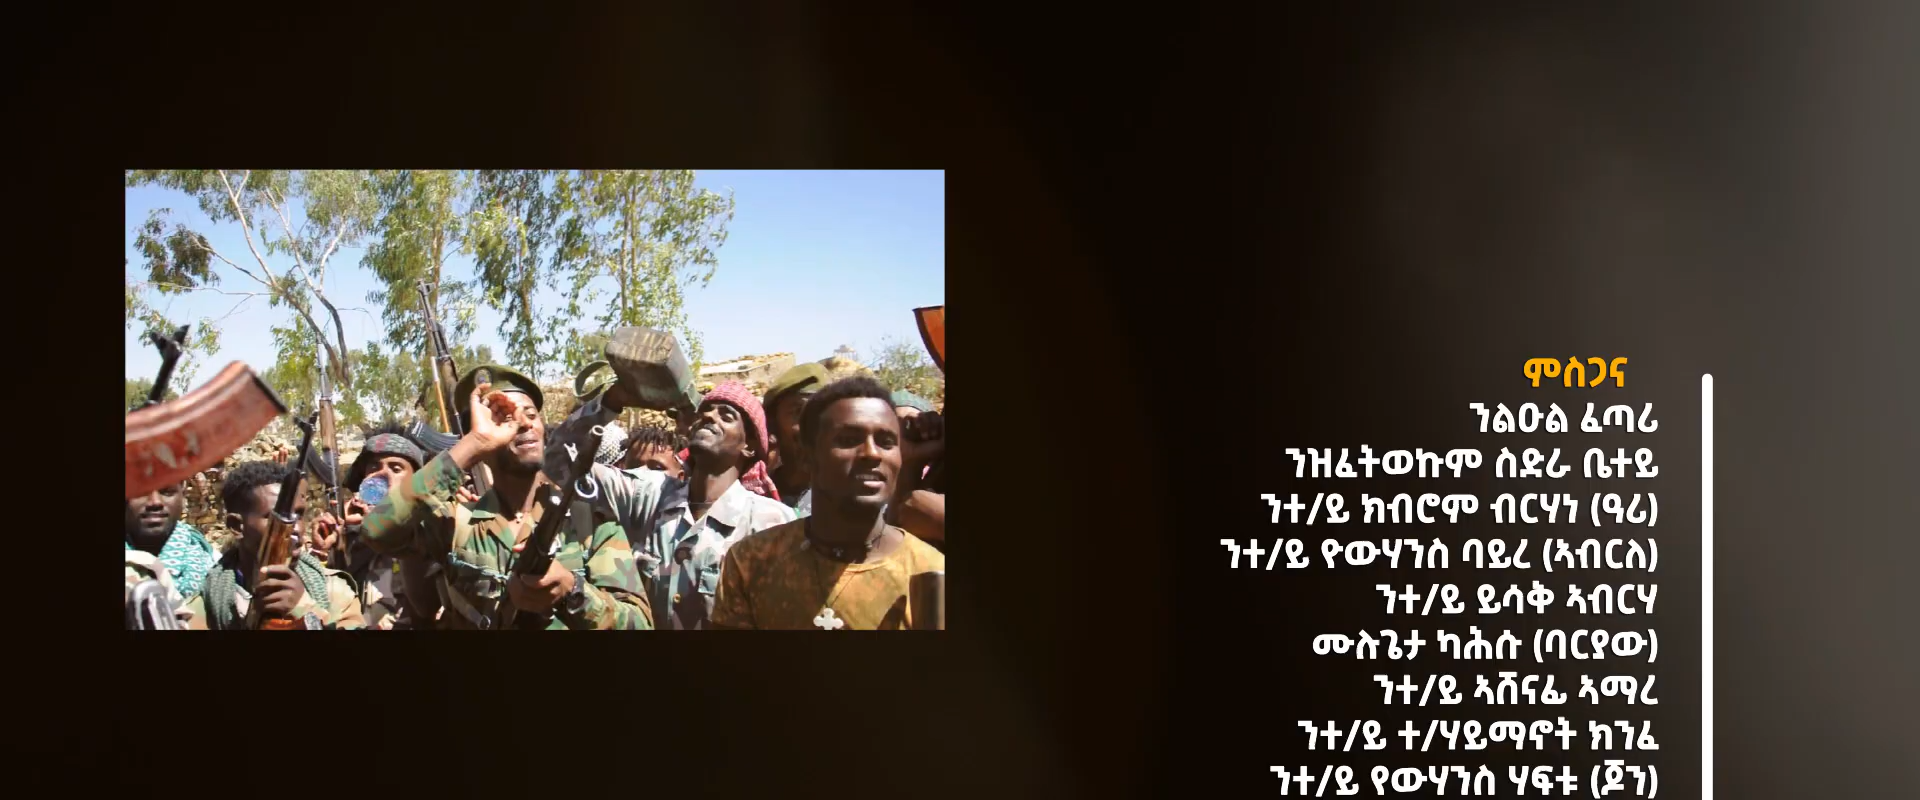 ምስጋና
ንልዑል ፈጣሪ
ንዝፈትወኩም ስድራ ቤተይ
ንተ/ይ ክብሮም ብርሃነ (ዓሪ)
ንተ/ይ ዮውሃንስ ባይረ (ኣብርለ)
ንተ/ይ ይሳቅ ኣብርሃ
ሙሉጌታ ካሕሱ (ባርያው)
ንተ/ይ ኣሸናፊ ኣማረ
ንተ/ይ ተ/ሃይማኖት ክንፈ
ንተ/ይ የውሃንስ ሃፍቱ (ጆን)